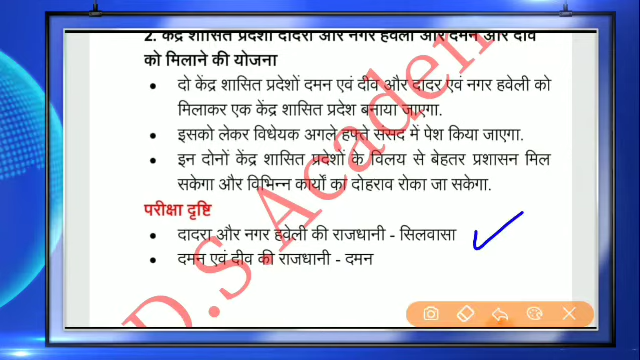 2. केंद्र शासित प्रदेशों दादरा और नगर हवेली और दमन और दीव
को मिलाने की योजना
• दो केंद्र शासित प्रदेशों दमन एवं दीव और दादर एवं नगर हवेली को
मिलाकर एक केंद्र शासित प्रदेश बनाया जाएगा.
• इसको लेकर विधेयक अगले हफ्ते संसद में पेश किया जाएगा.
• इन दोनों केंद्र शासित प्रदेशों के विलय से बेहतर प्रशासन मिल
सकेगा और विभिन्न कार्यों का दोहराव रोका जा सकेगा.
परीक्षा दृष्टि
• दादरा और नगर हवेली की राजधानी - सिलवासा
• दमन एवं दीव की राजधानी - दमन
D.S. Academ